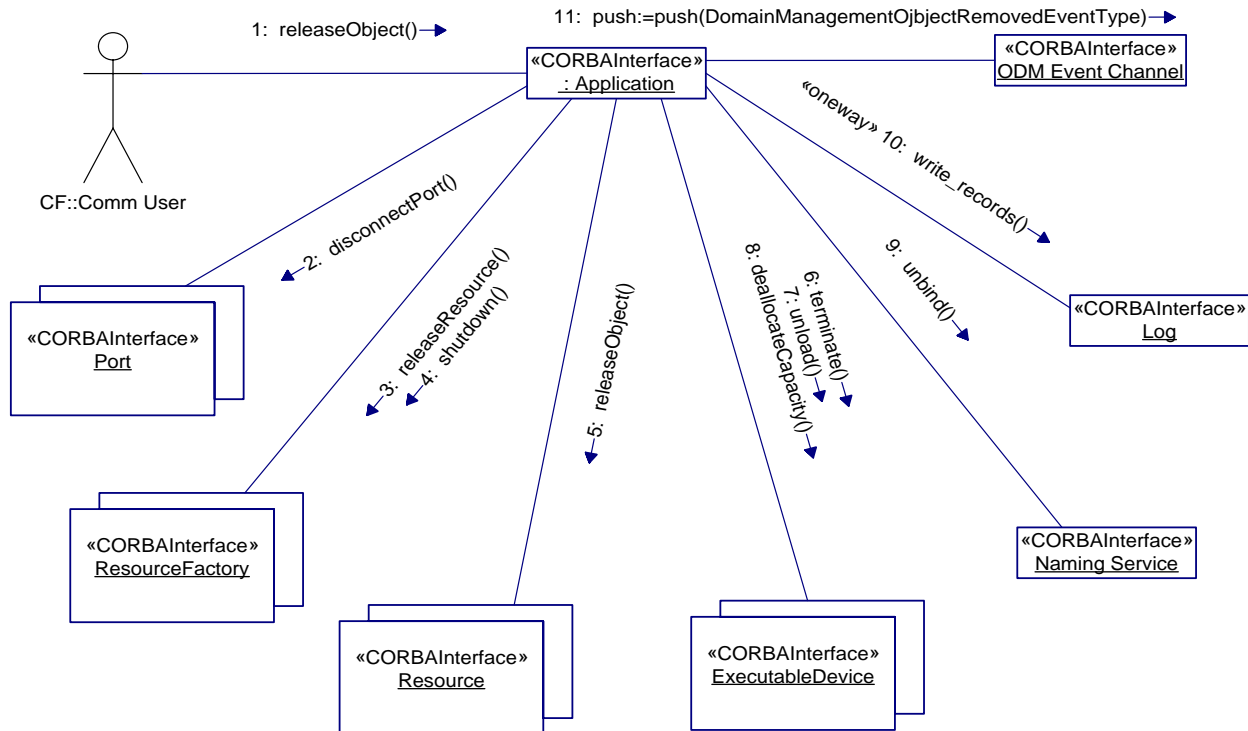 11: push:=push(DomainManagementOjbjectRemovedEventType)
1: releaseObject()
«CORBAInterface»
: Application
«CORBAInterface»
ODM Event Channel
CF::Comm User
«oneway» 10: write_records()
2: disconnectPort()
3: releaseResource()
4: shutdown()
5: releaseObject()
6: terminate()
7: unload()
8: deallocateCapacity()
9: unbind()
«CORBAInterface»
Port
«CORBAInterface»
Log
«CORBAInterface»
ResourceFactory
«CORBAInterface»
Naming Service
«CORBAInterface»
Resource
«CORBAInterface»
ExecutableDevice